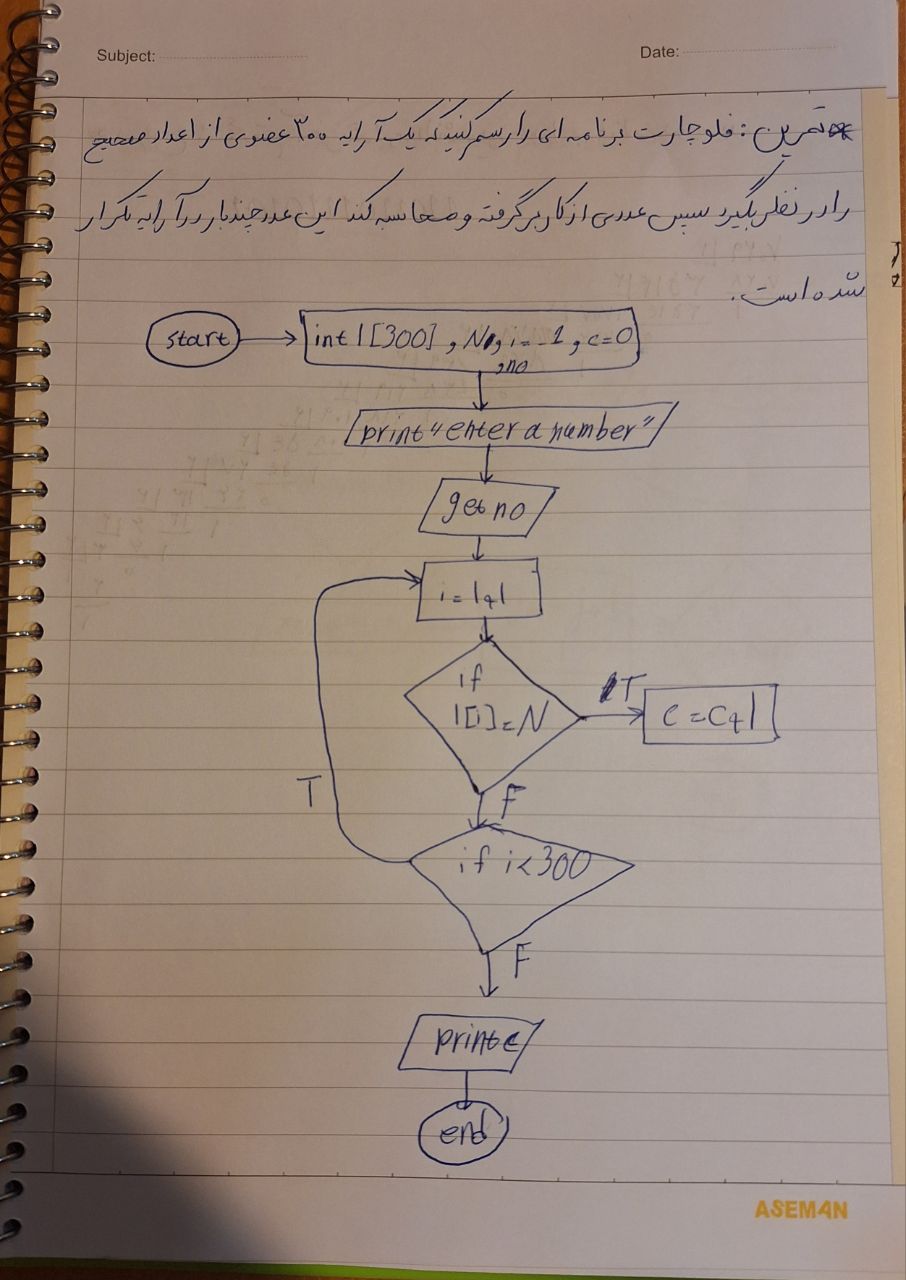 Subject:
Date:
تمرین : فلوچارت برنامه ای را رسم کنید که یک آرایه ۳۰۰ عضوی از اعداد صحیح
را در نظر بگیرد سپس عددی از کاربر گرفته و محاسبه کند این عدد چند بار در آرایه تکرار
شده است.
start
int l[300] , N, i=-1 , c=0
,no
print "enter a number"
get no
i=i+1
if
l[i]=N
T
c=c+1
T
F
if i<300
F
print c
end
ASEMAN